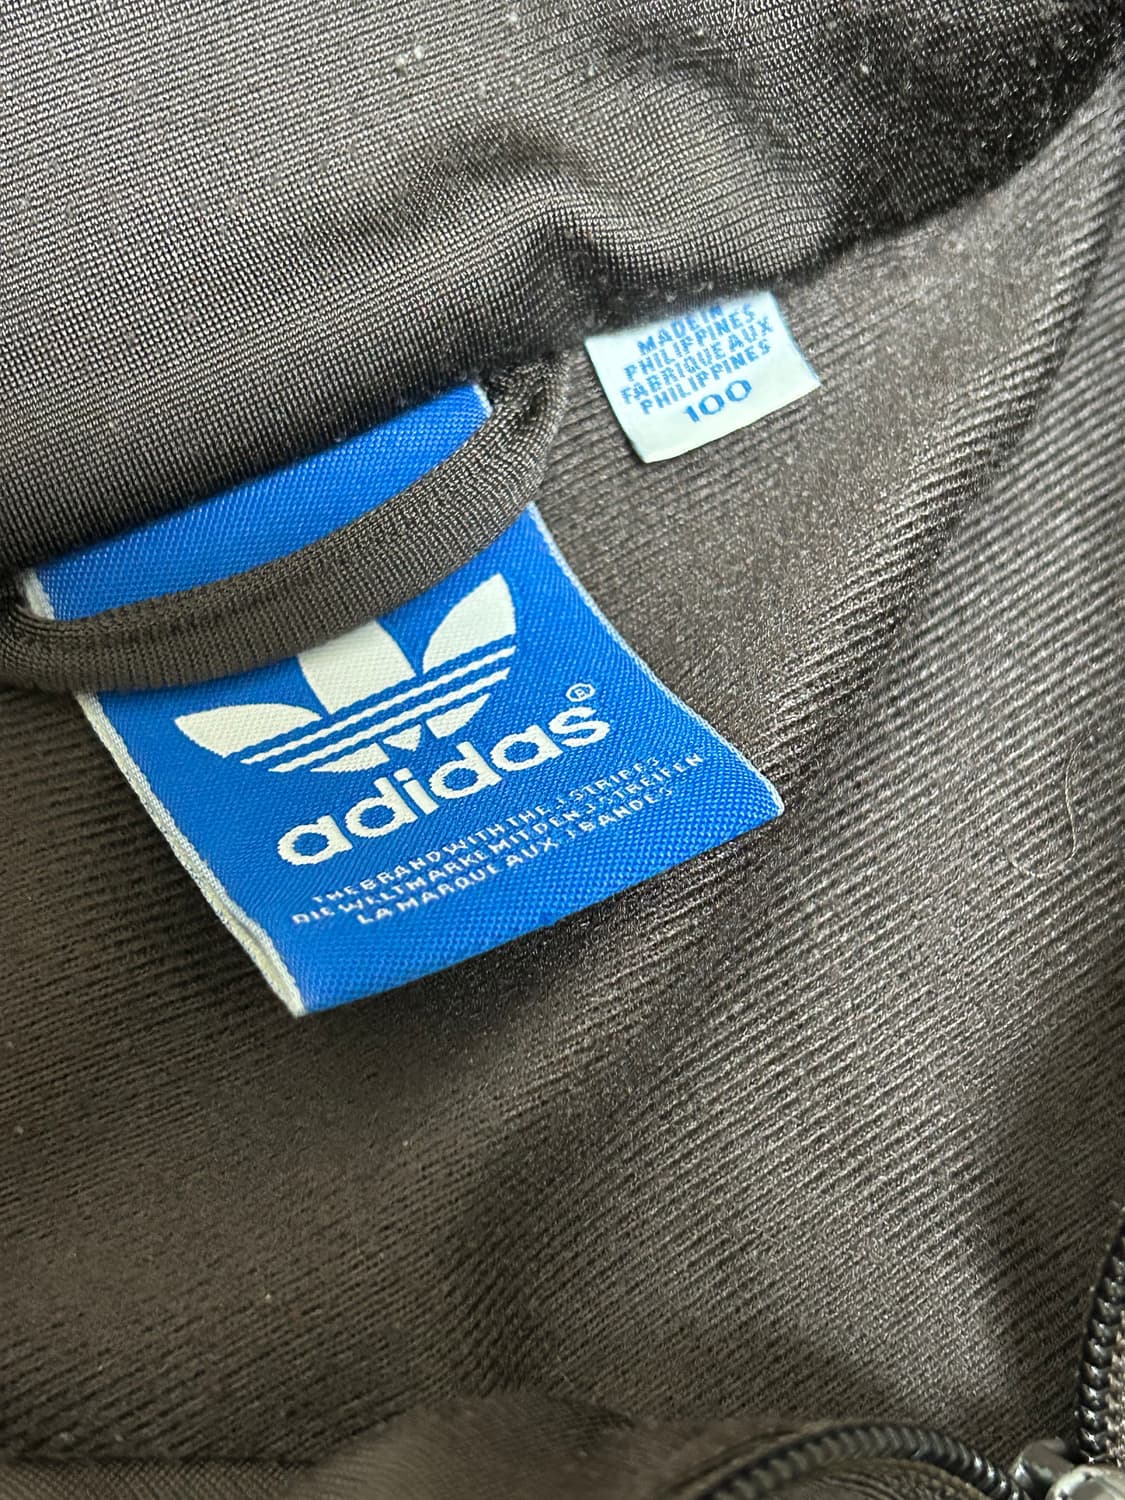 MADE IN
PHILIPPINES
FABRIQUE AUX
PHILIPPINES
100
adidas®
THE BRAND WITH THE 3 STRIPES
DIE WELTMARKE MIT DEN 3 STREIFEN
LA MARQUE AUX 3 BANDES